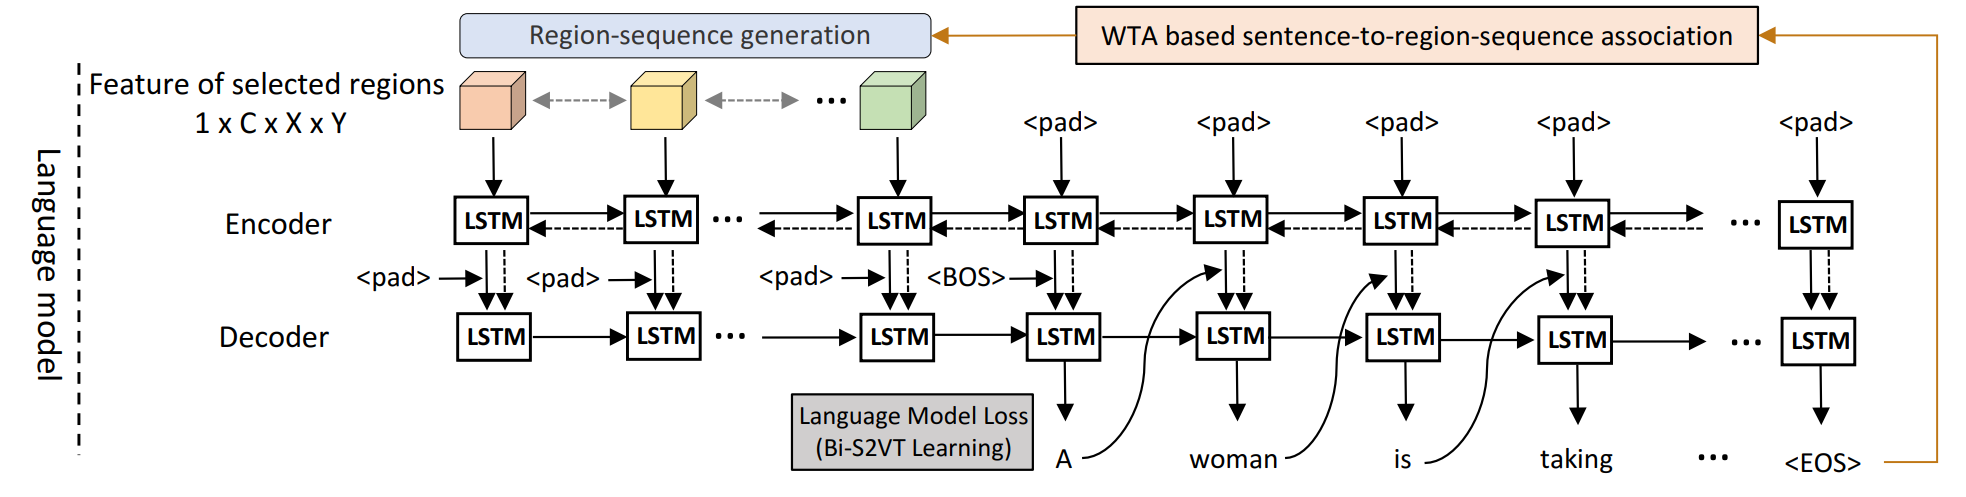 Region-sequence generation
WTA based sentence-to-region-sequence association
Feature of selected regions
1 x C x X x Y
...
<pad> <pad> <pad> <pad> <pad>
Language model
Encoder
LSTM LSTM ... LSTM LSTM LSTM LSTM LSTM ... LSTM
<pad> <pad> <pad> <BOS>
Decoder
LSTM LSTM ... LSTM LSTM LSTM LSTM LSTM ... LSTM
Language Model Loss
(Bi-S2VT Learning)
A woman is taking ... <EOS>